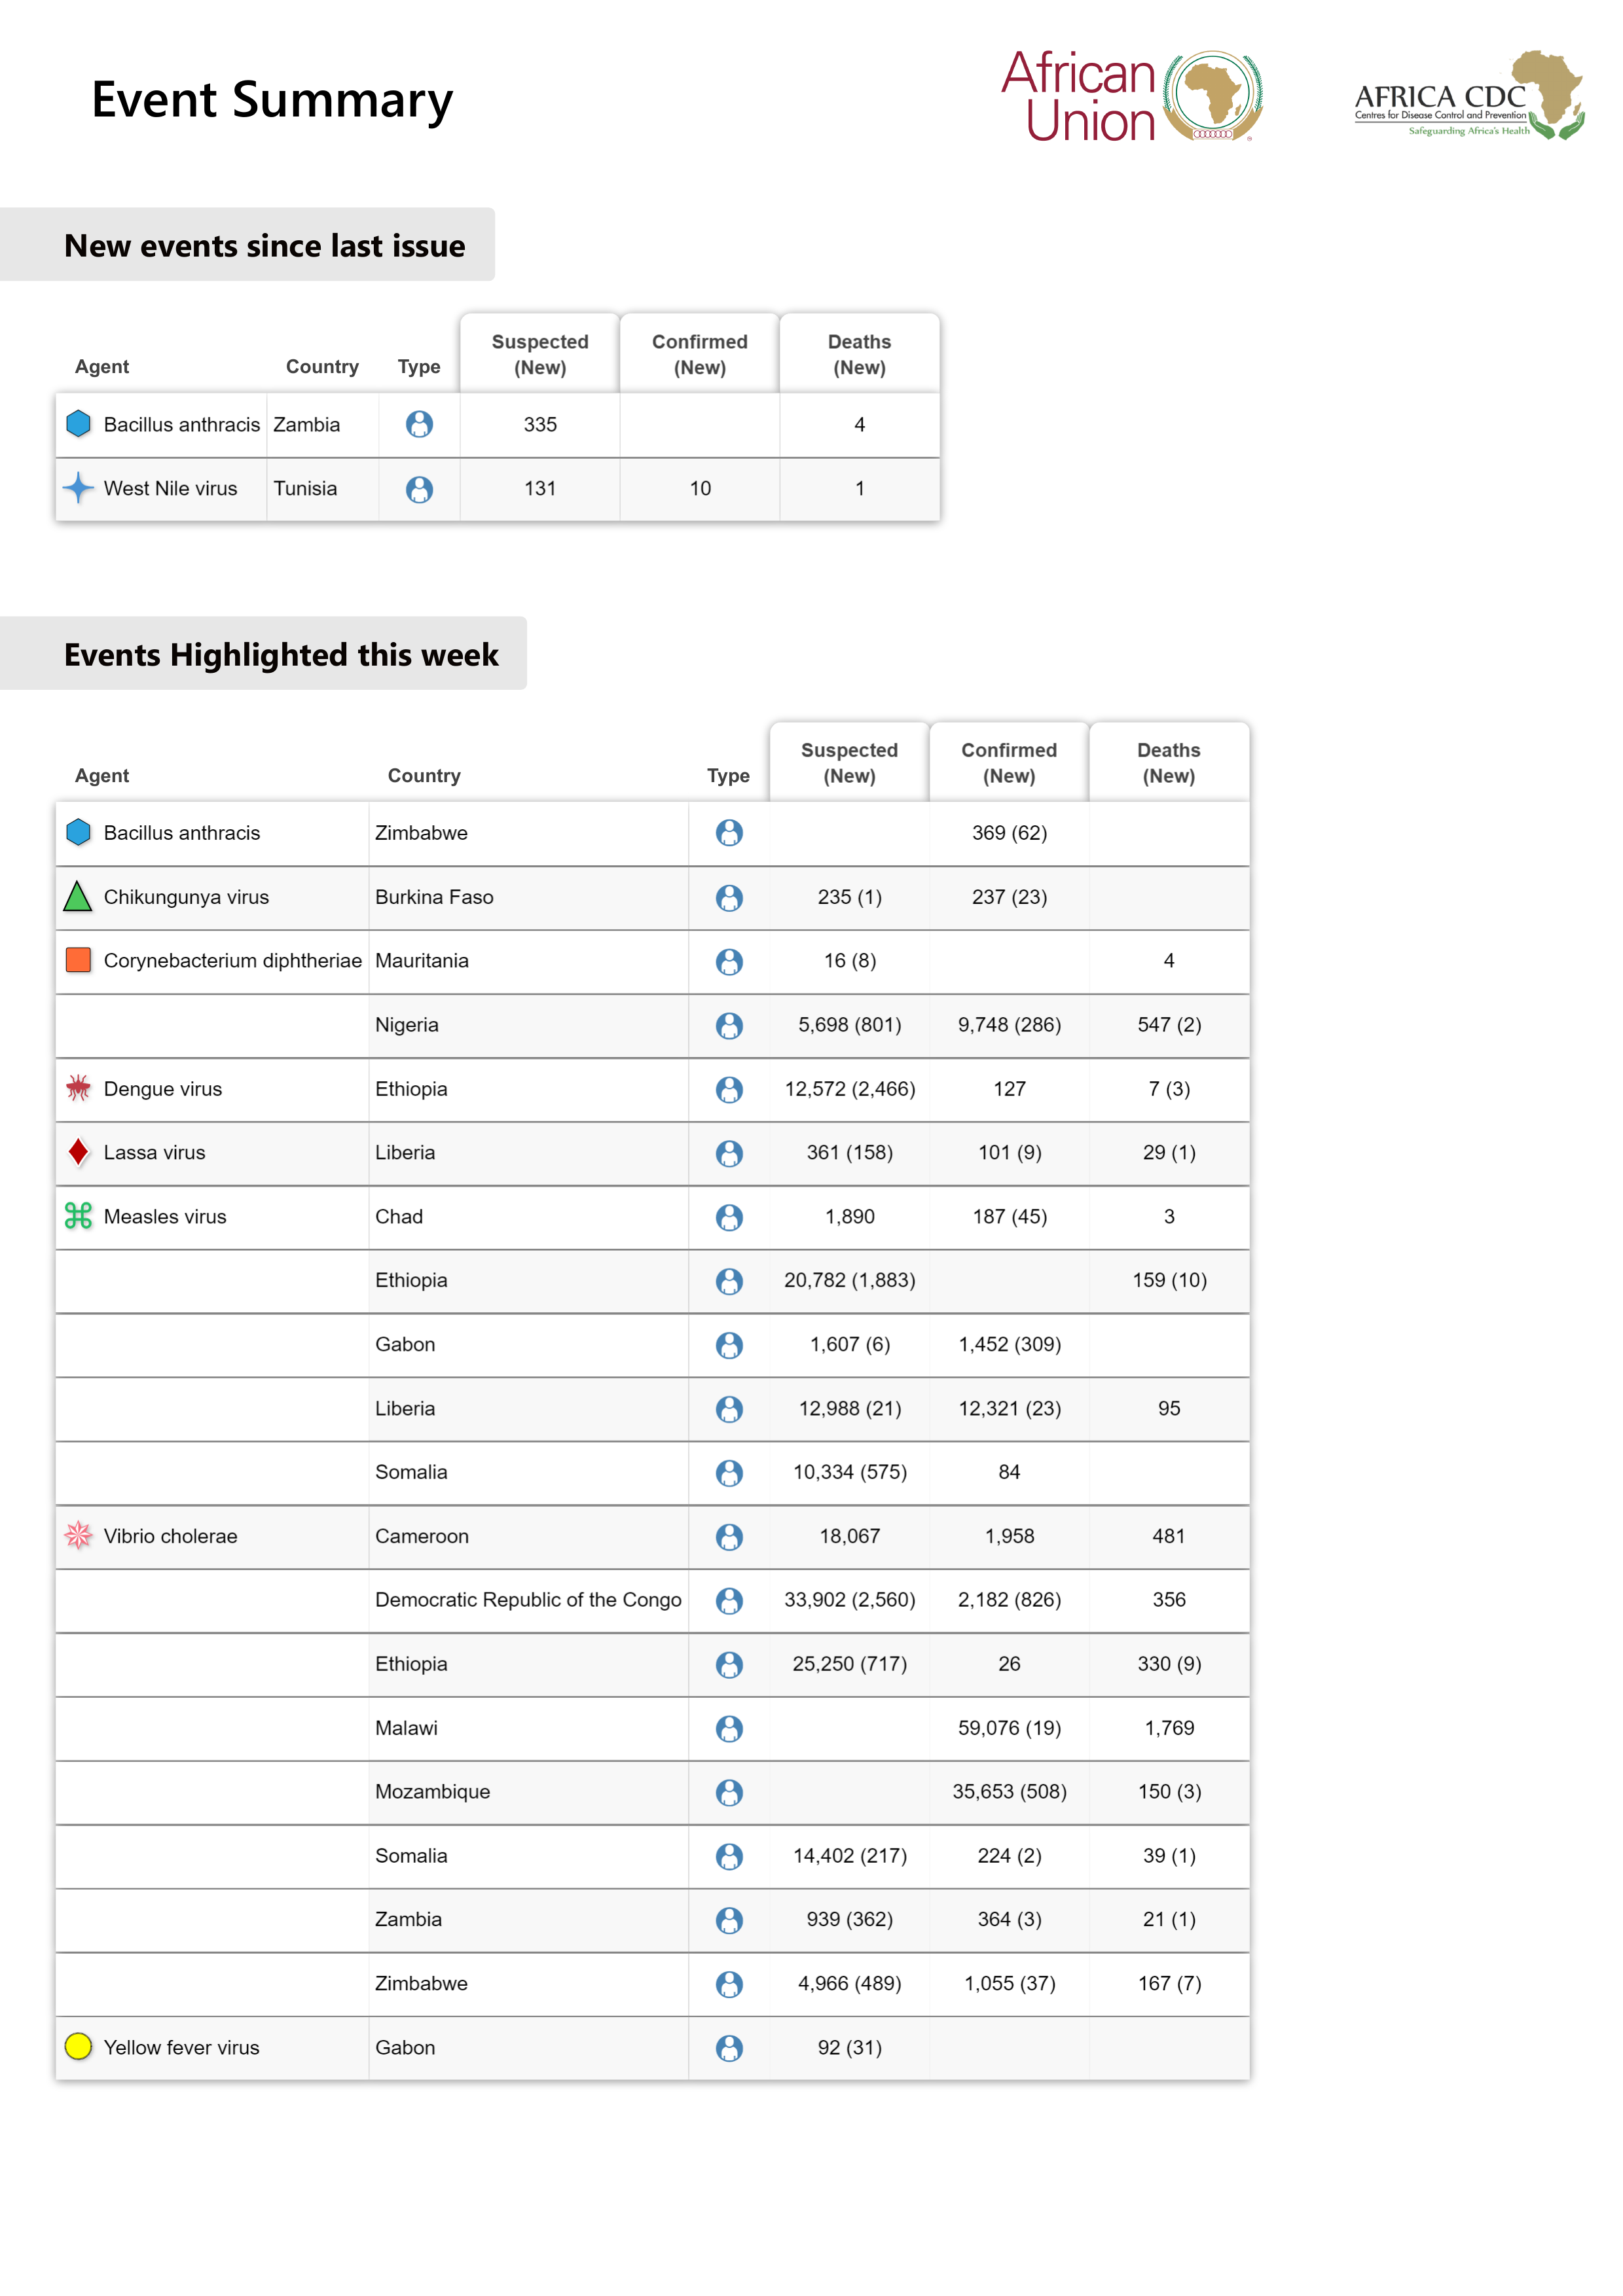 Event Summary
African
Union
AFRICA CDC
Centres for Disease Control and Prevention
Safeguarding Africa's Health
New events since last issue
Agent Country Type Suspected (New) Confirmed (New) Deaths (New)
Bacillus anthracis Zambia 335 4
West Nile virus Tunisia 131 10 1
Events Highlighted this week
Agent Country Type Suspected (New) Confirmed (New) Deaths (New)
Bacillus anthracis Zimbabwe 369 (62)
Chikungunya virus Burkina Faso 235 (1) 237 (23)
Corynebacterium diphtheriae Mauritania 16 (8) 4
Nigeria 5,698 (801) 9,748 (286) 547 (2)
Dengue virus Ethiopia 12,572 (2,466) 127 7 (3)
Lassa virus Liberia 361 (158) 101 (9) 29 (1)
Measles virus Chad 1,890 187 (45) 3
Ethiopia 20,782 (1,883) 159 (10)
Gabon 1,607 (6) 1,452 (309)
Liberia 12,988 (21) 12,321 (23) 95
Somalia 10,334 (575) 84
Vibrio cholerae Cameroon 18,067 1,958 481
Democratic Republic of the Congo 33,902 (2,560) 2,182 (826) 356
Ethiopia 25,250 (717) 26 330 (9)
Malawi 59,076 (19) 1,769
Mozambique 35,653 (508) 150 (3)
Somalia 14,402 (217) 224 (2) 39 (1)
Zambia 939 (362) 364 (3) 21 (1)
Zimbabwe 4,966 (489) 1,055 (37) 167 (7)
Yellow fever virus Gabon 92 (31)